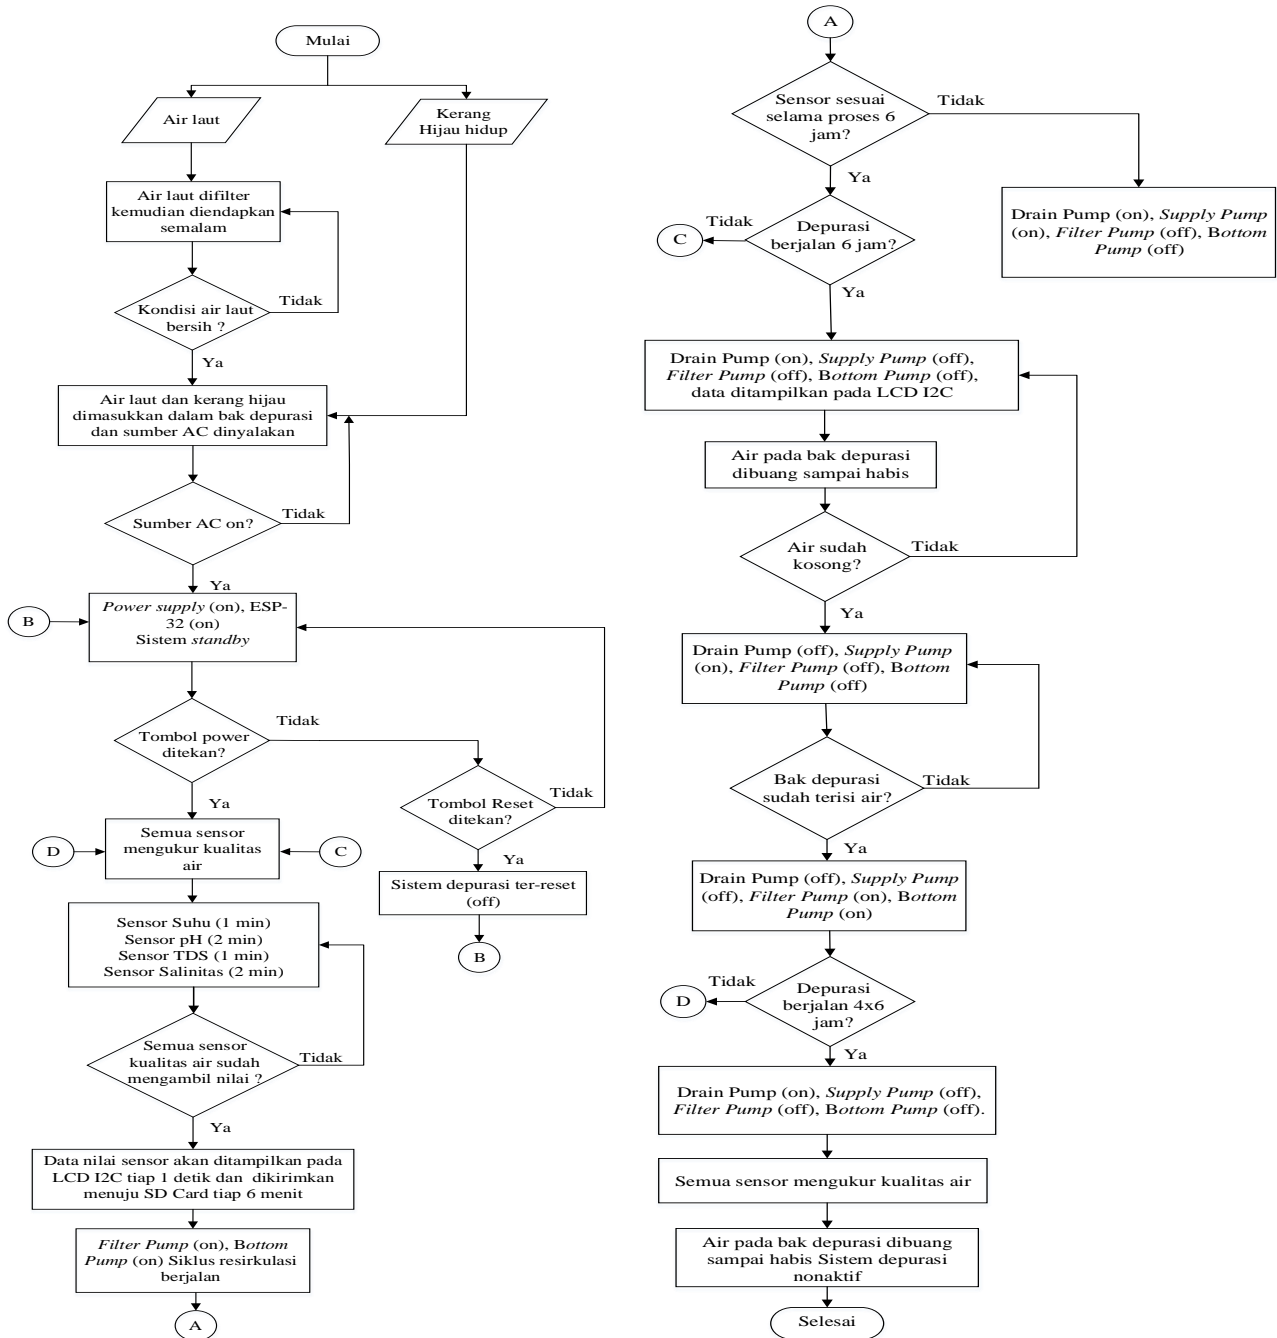 Mulai
Air laut
Kerang
Hijau hidup
Air laut difilter
kemudian diendapkan
semalam
Kondisi air laut
bersih ?
Tidak
Ya
Air laut dan kerang hijau
dimasukkan dalam bak depurasi
dan sumber AC dinyalakan
Sumber AC on?
Tidak
Ya
B
Power supply (on), ESP-
32 (on)
Sistem standby
Tombol power
ditekan?
Tidak
Ya
Tombol Reset
ditekan?
Tidak
Ya
Sistem depurasi ter-reset
(off)
B
D
Semua sensor
mengukur kualitas
air
C
Sensor Suhu (1 min)
Sensor pH (2 min)
Sensor TDS (1 min)
Sensor Salinitas (2 min)
Semua sensor
kualitas air sudah
mengambil nilai ?
Tidak
Ya
Data nilai sensor akan ditampilkan pada
LCD I2C tiap 1 detik dan dikirimkan
menuju SD Card tiap 6 menit
Filter Pump (on), Bottom
Pump (on) Siklus resirkulasi
berjalan
A
A
Sensor sesuai
selama proses 6
jam?
Tidak
Ya
Drain Pump (on), Supply Pump
(on), Filter Pump (off), Bottom
Pump (off)
Depurasi
berjalan 6 jam?
Tidak
C
Ya
Drain Pump (on), Supply Pump (off),
Filter Pump (off), Bottom Pump (off),
data ditampilkan pada LCD I2C
Air pada bak depurasi
dibuang sampai habis
Air sudah
kosong?
Tidak
Ya
Drain Pump (off), Supply Pump
(on), Filter Pump (off), Bottom
Pump (off)
Bak depurasi
sudah terisi air?
Tidak
Ya
Drain Pump (off), Supply Pump
(off), Filter Pump (on), Bottom
Pump (on)
Depurasi
berjalan 4x6
jam?
Tidak
D
Ya
Drain Pump (on), Supply Pump (off),
Filter Pump (off), Bottom Pump (off).
Semua sensor mengukur kualitas air
Air pada bak depurasi dibuang
sampai habis Sistem depurasi
nonaktif
Selesai